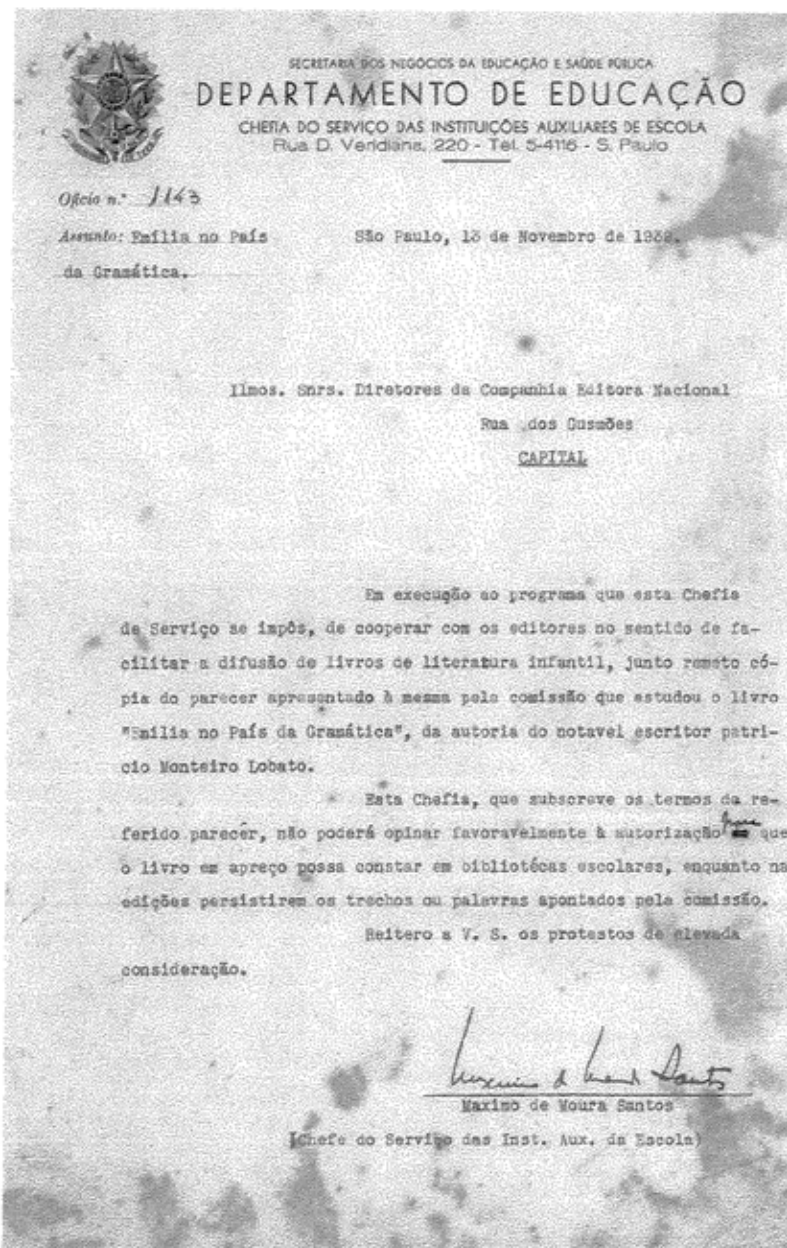 SECRETARIA DOS NEGÓCIOS DA EDUCAÇÃO E SAÚDE PÚBLICA
DEPARTAMENTO DE EDUCAÇÃO
CHEFIA DO SERVIÇO DAS INSTITUIÇÕES AUXILIARES DE ESCOLA
Rua D. Veridiana, 220 - Tel. 5-4116 - S. Paulo
Ofício n.º 1143
Assunto: Emília no País
São Paulo, 13 de Novembro de
da Gramática.
Ilmos. Snrs. Diretores da Companhia Editora Nacional
Rua dos Gusmões
CAPITAL
Em execução ao programa que esta Chefia
de Serviço se impôs, de cooperar com os editores no sentido de fa-
cilitar a difusão de livros de literatura infantil, junto remeto có-
pia do parecer apresentado à mesma pela comissão que estudou o livro
"Emilia no País da Gramática", da autoria do notavel escritor patri-
cio Monteiro Lobato.
Esta Chefia, que subscreve os termos do re-
ferido parecer, não poderá opinar favoravelmente à autorização para que
o livro em apreço possa constar em bibliotécas escolares, enquanto na
edições persistirem os trechos ou palavras apontados pela comissão.
Reitero a V. S. os protestos de elevada
consideração.
Maximo de Moura Santos
(Chefe do Serviço das Inst. Aux. da Escola)